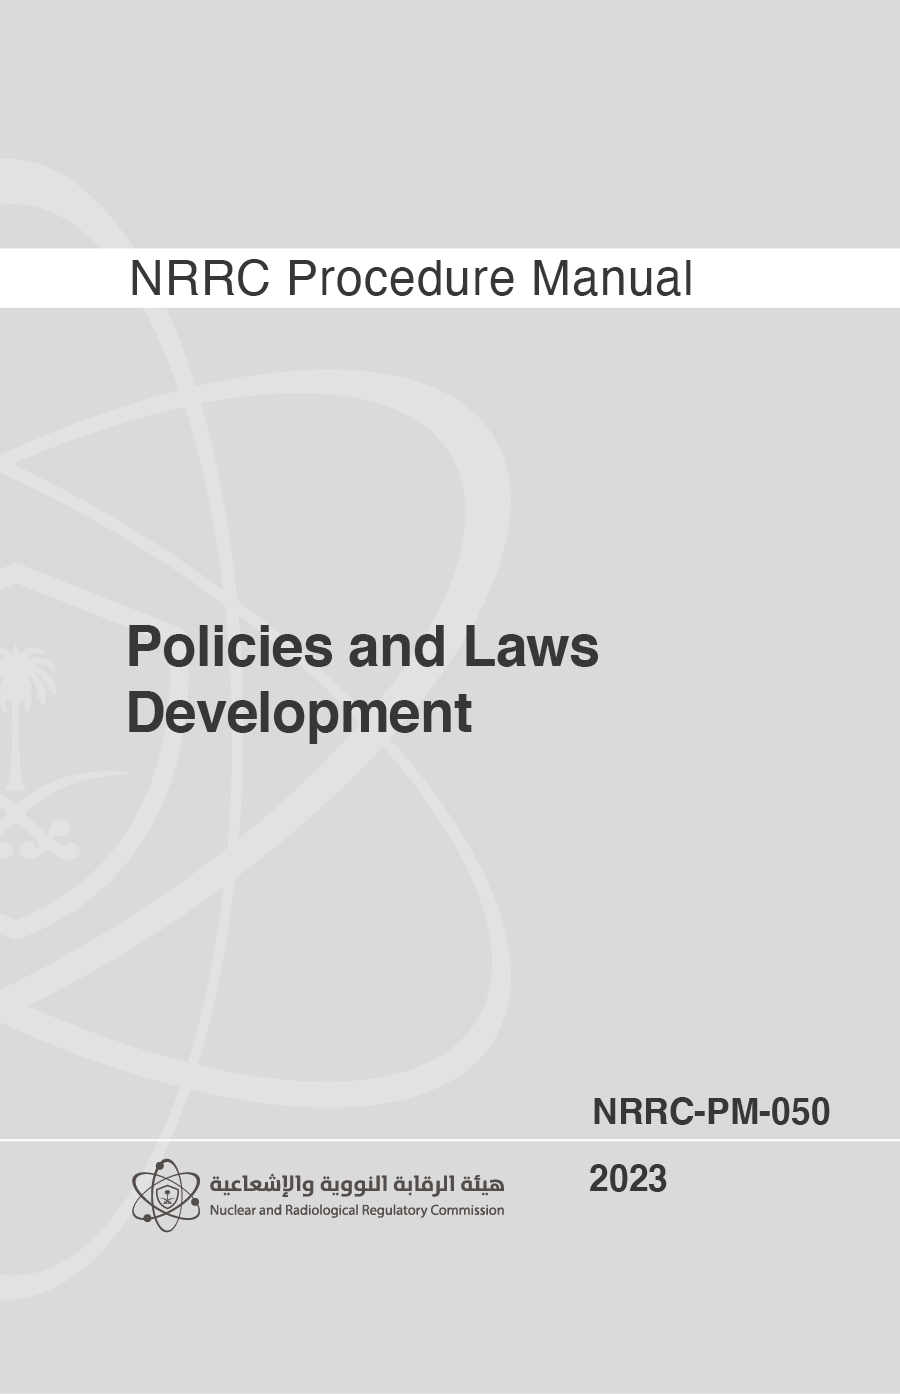 NRRC Procedure Manual
Policies and Laws
Development
NRRC-PM-050
هيئة الرقابة النووية والإشعاعية
Nuclear and Radiological Regulatory Commission
2023